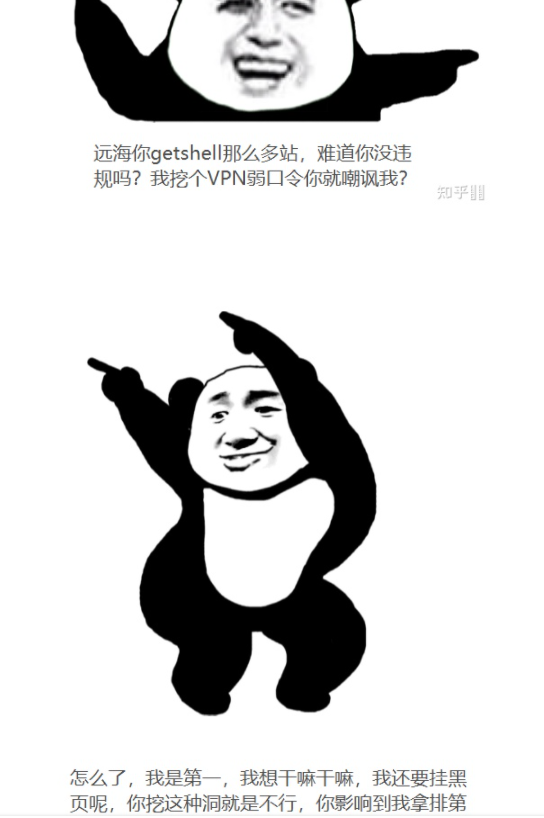 远海你getshell那么多站，难道你没违
规吗？我挖个VPN弱口令你就嘲讽我？
知乎
怎么了，我是第一，我想干嘛干嘛，我还要挂黑
页呢，你挖这种洞就是不行，你影响到我拿排第